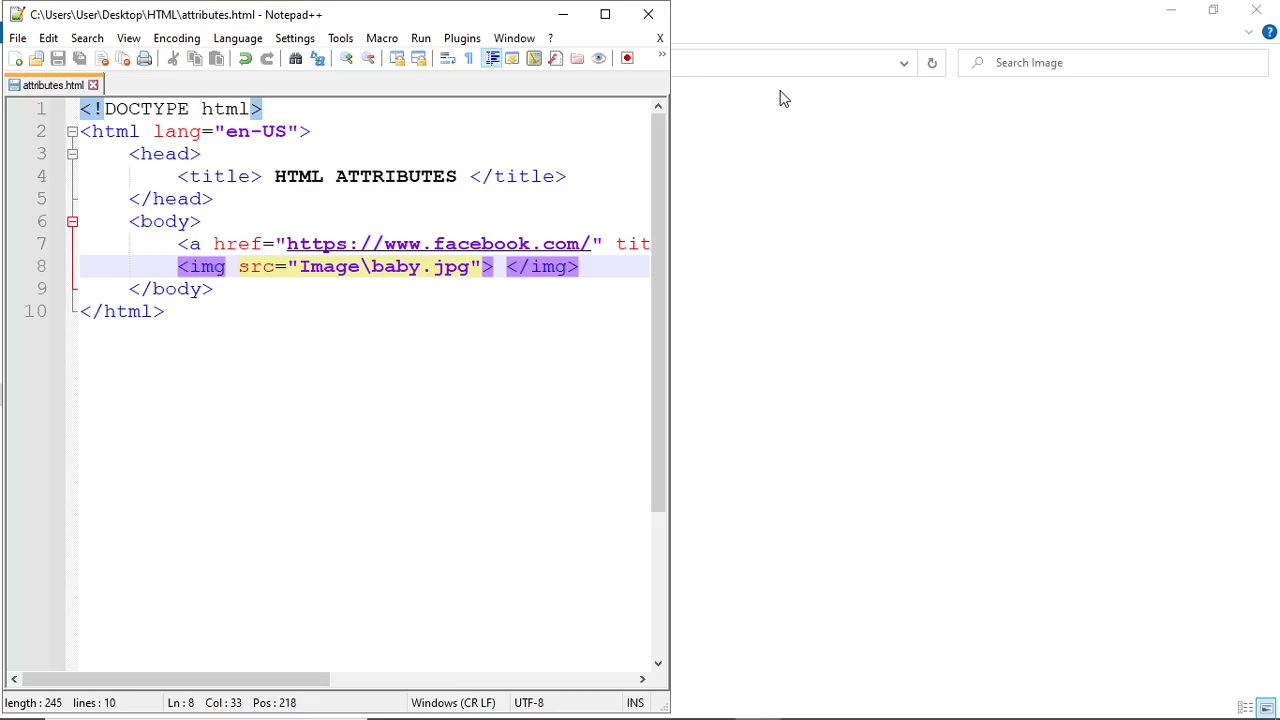 C:\Users\User\Desktop\HTML\attributes.html - Notepad++
File Edit Search View Encoding Language Settings Tools Macro Run Plugins Window ? X
Search Image
attributes.html
1 <!DOCTYPE html>
2 <html lang="en-US">
3 <head>
4 <title> HTML ATTRIBUTES </title>
5 </head>
6 <body>
7 <a href="https://www.facebook.com/" tit
8 <img src="Image\baby.jpg"> </img>
9 </body>
10 </html>
length : 245 lines : 10 Ln : 8 Col : 33 Pos : 218 Windows (CR LF) UTF-8 INS